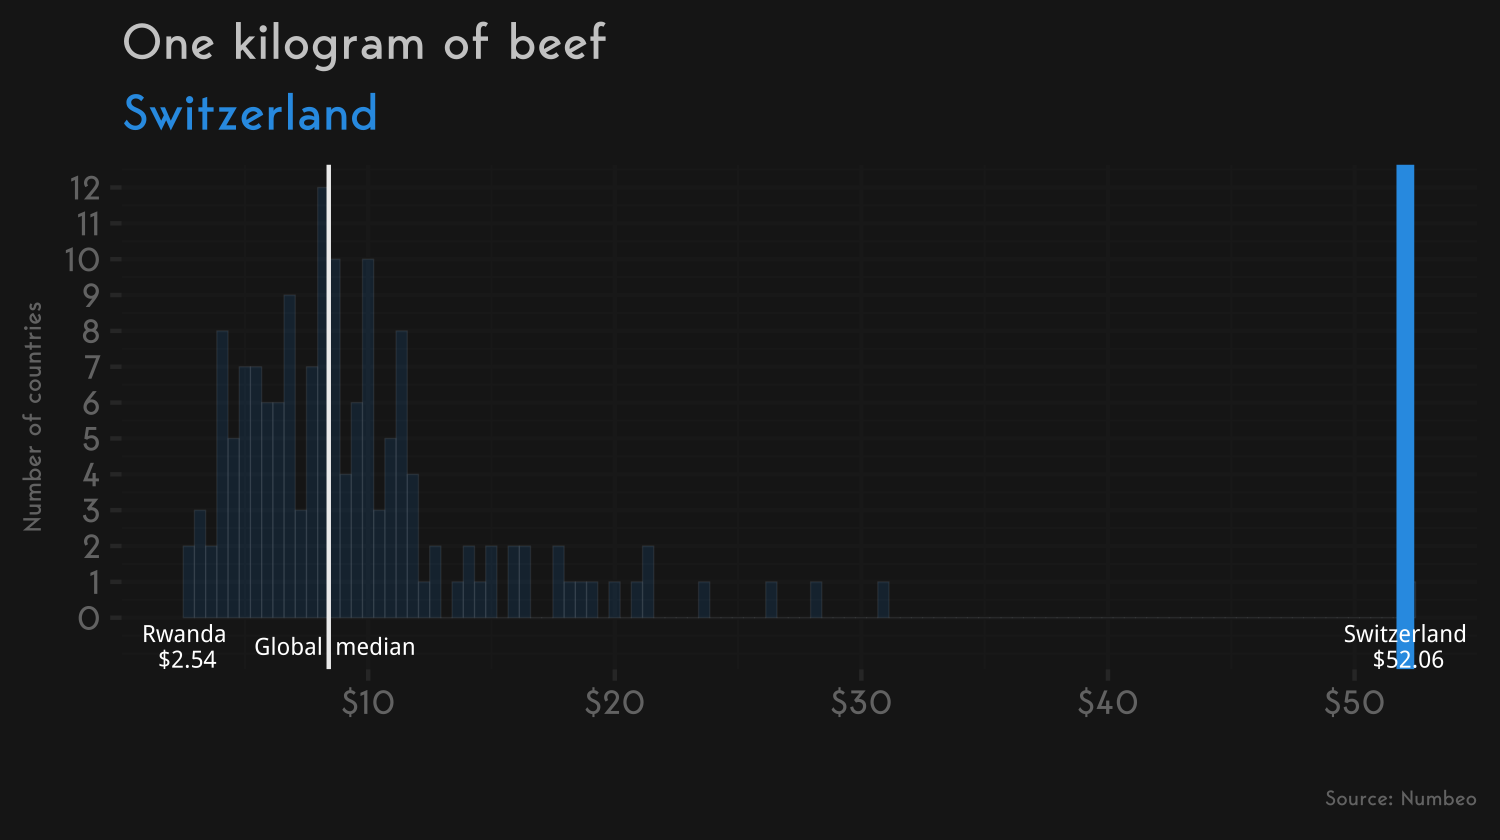 One kilogram of beef
Switzerland
Number of countries
12
11
10
9
8
7
6
5
4
3
2
1
0
Rwanda
$2.54
Global median
Switzerland
$52.06
$10 $20 $30 $40 $50
Source: Numbeo